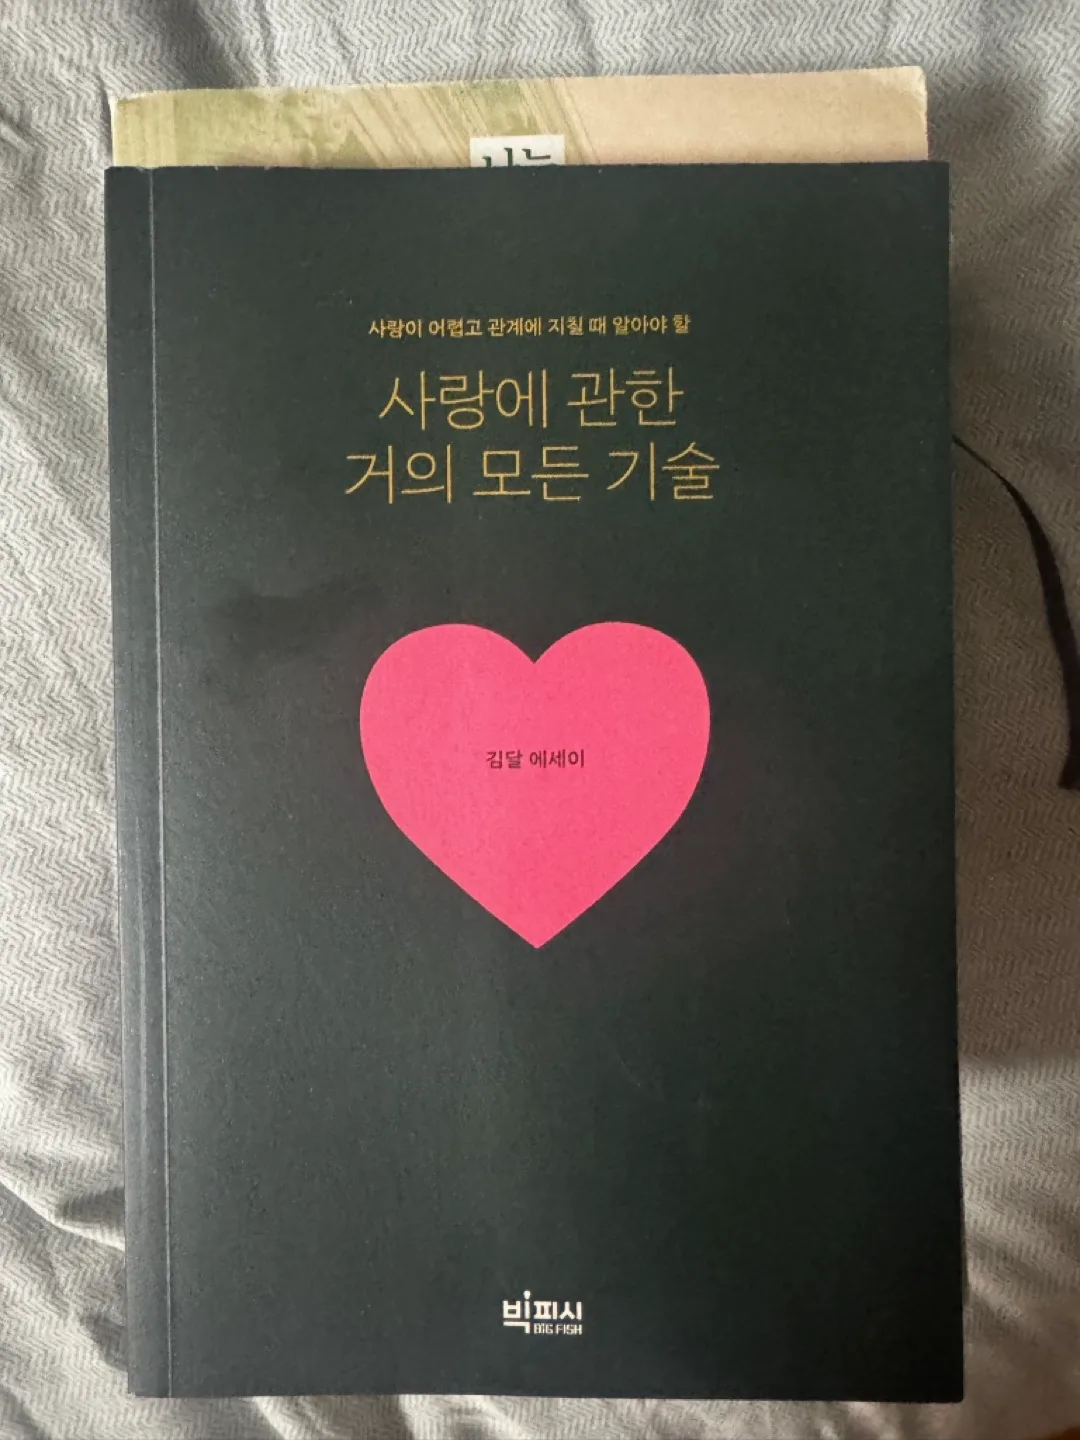 사랑이 어렵고 관계에 지칠 때 알아야 할
사랑에 관한
거의 모든 기술
김달 에세이
빅피시
BIG FISH